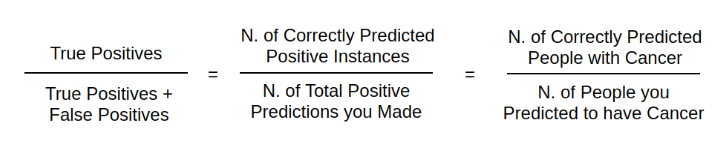 True Positives
True Positives +
False Positives
=
N. of Correctly Predicted
Positive Instances
N. of Total Positive
Predictions you Made
=
N. of Correctly Predicted
People with Cancer
N. of People you
Predicted to have Cancer